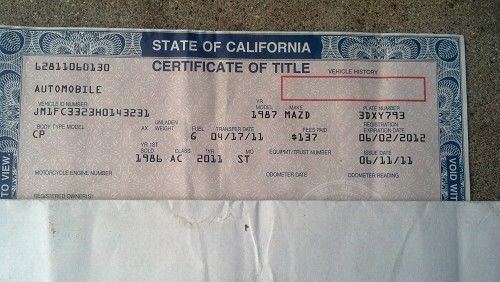 STATE OF CALIFORNIA
CERTIFICATE OF TITLE
62811060130
VEHICLE HISTORY
AUTOMOBILE
VEHICLE ID NUMBER YR MODEL MAKE PLATE NUMBER
JM1FC3323H0143231 1987 MAZD 3DXY793
BODY TYPE MODEL AX UNLADEN WEIGHT FUEL TRANSFER DATE FEES PAID REGISTRATION EXPIRATION DATE
CP G 04/17/11 $137 06/02/2012
YR 1ST SOLD CLASS YR MO EQUIPMT/TRUST NUMBER ISSUE DATE
1986 AC 2011 ST 06/11/11
MOTORCYCLE ENGINE NUMBER ODOMETER DATE ODOMETER READING
REGISTERED OWNER(S)
TO VIEW.
VOID WIT